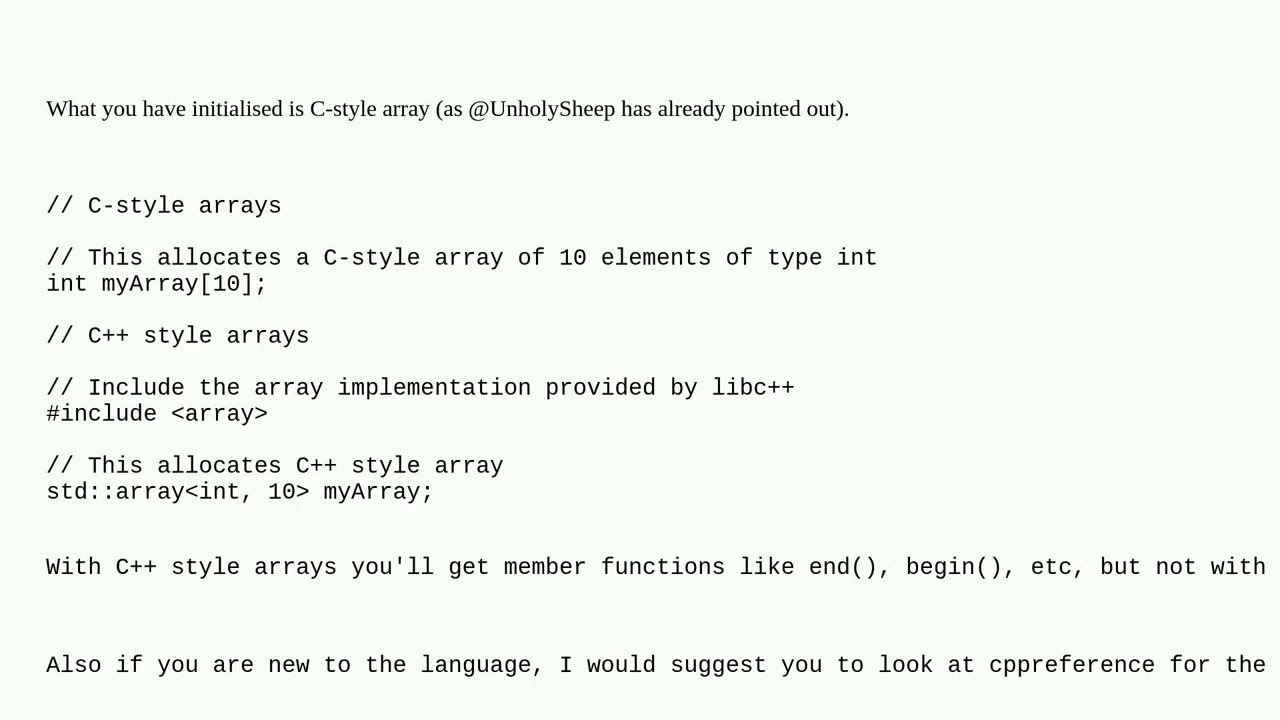 What you have initialised is C-style array (as @UnholySheep has already pointed out).
// C-style arrays
// This allocates a C-style array of 10 elements of type int
int myArray[10];
// C++ style arrays
// Include the array implementation provided by libc++
#include <array>
// This allocates C++ style array
std::array<int, 10> myArray;
With C++ style arrays you'll get member functions like end(), begin(), etc, but not with
Also if you are new to the language, I would suggest you to look at cppreference for the